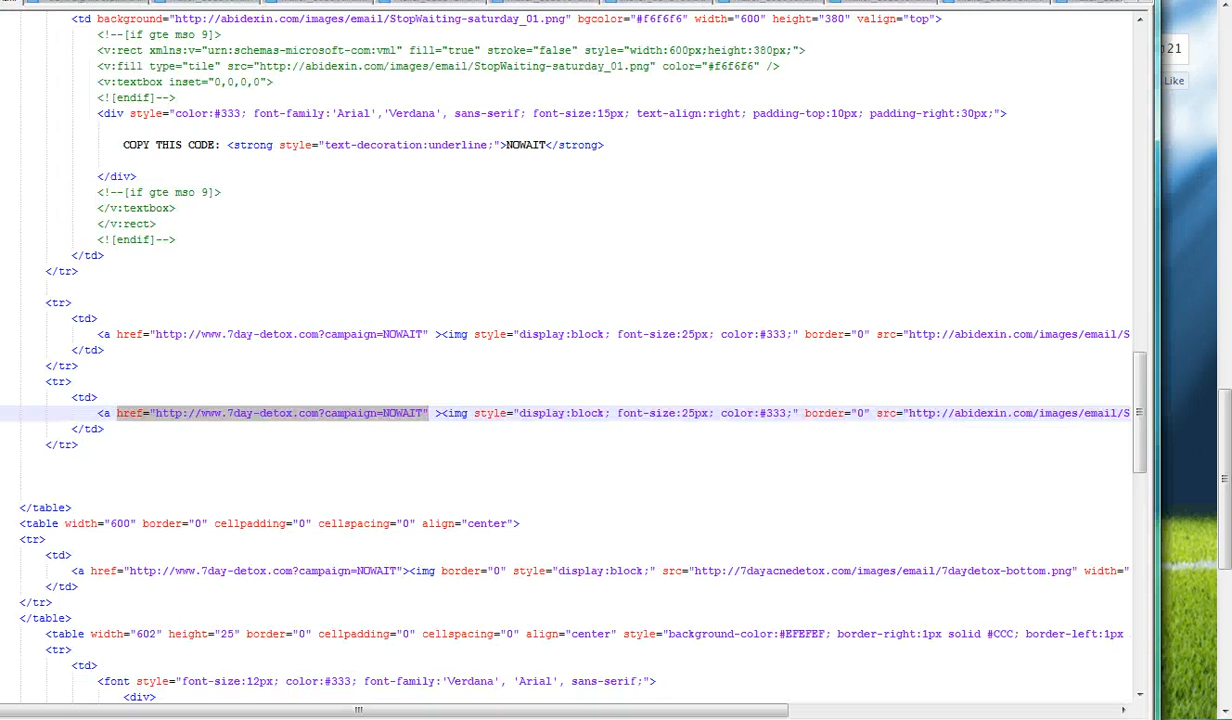 <td background="http://abidexin.com/images/email/StopWaiting-saturday_01.png" bgcolor="#f6f6f6" width="600" height="380" valign="top">
<!--[if gte mso 9]>
<v:rect xmlns:v="urn:schemas-microsoft-com:vml" fill="true" stroke="false" style="width:600px;height:380px;">
<v:fill type="tile" src="http://abidexin.com/images/email/StopWaiting-saturday_01.png" color="#f6f6f6" />
<v:textbox inset="0,0,0,0">
<![endif]-->
<div style="color:#333; font-family:'Arial','Verdana', sans-serif; font-size:15px; text-align:right; padding-top:10px; padding-right:30px;">
COPY THIS CODE: <strong style="text-decoration:underline;">NOWAIT</strong>
</div>
<!--[if gte mso 9]>
</v:textbox>
</v:rect>
<![endif]-->
</td>
</tr>
<tr>
<td>
<a href="http://www.7day-detox.com?campaign=NOWAIT" ><img style="display:block; font-size:25px; color:#333;" border="0" src="http://abidexin.com/images/email/S
</td>
</tr>
<tr>
<td>
<a href="http://www.7day-detox.com?campaign=NOWAIT" ><img style="display:block; font-size:25px; color:#333;" border="0" src="http://abidexin.com/images/email/S
</td>
</tr>
</table>
<table width="600" border="0" cellpadding="0" cellspacing="0" align="center">
<tr>
<td>
<a href="http://www.7day-detox.com?campaign=NOWAIT"><img border="0" style="display:block;" src="http://7dayacnedetox.com/images/email/7daydetox-bottom.png" width="
</td>
</tr>
</table>
<table width="602" height="25" border="0" cellpadding="0" cellspacing="0" align="center" style="background-color:#EFEFEF; border-right:1px solid #CCC; border-left:1px
<tr>
<td>
<font style="font-size:12px; color:#333; font-family:'Verdana', 'Arial', sans-serif;">
<div>
21
Like